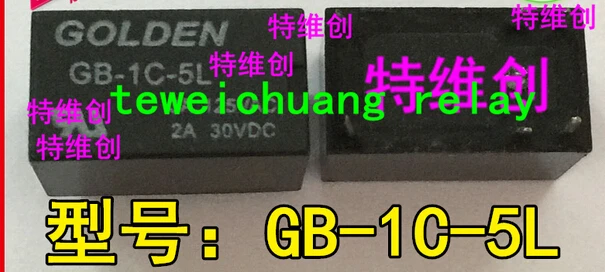 特维创
GOLDEN
GB-1C-5L
特维创
特维创
teweichuang relay
特维创
2A 30VDC
特维创
型号：GB-1C-5L